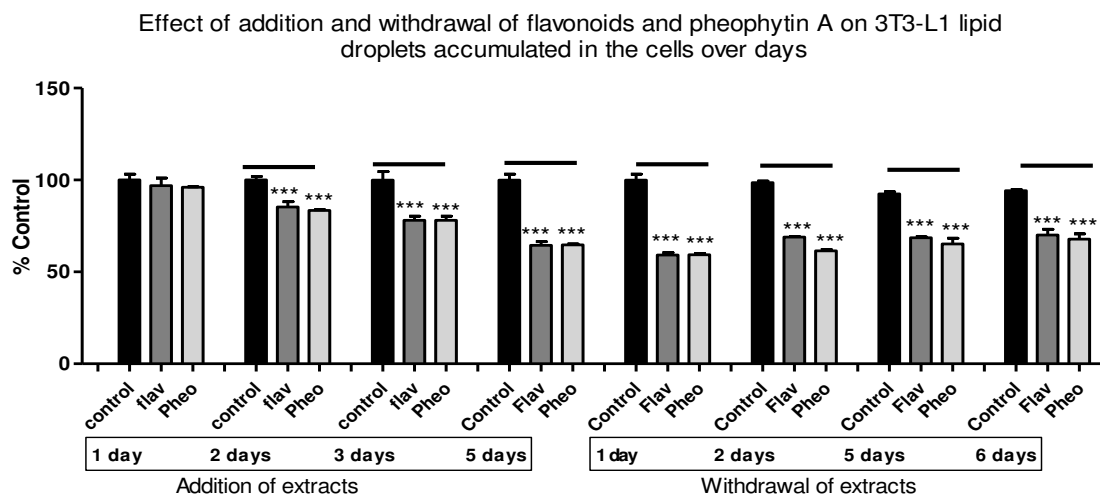 Effect of addition and withdrawal of flavonoids and pheophytin A on 3T3-L1 lipid
droplets accumulated in the cells over days
% Control
150
100
50
0
*** *** *** *** *** *** *** *** *** *** *** *** *** ***
control flav Pheo control flav Pheo control flav Pheo Control Flav Pheo Control Flav Pheo Control Flav Pheo Control Flav Pheo Control Flav Pheo
1 day 2 days 3 days 5 days 1 day 2 days 5 days 6 days
Addition of extracts Withdrawal of extracts